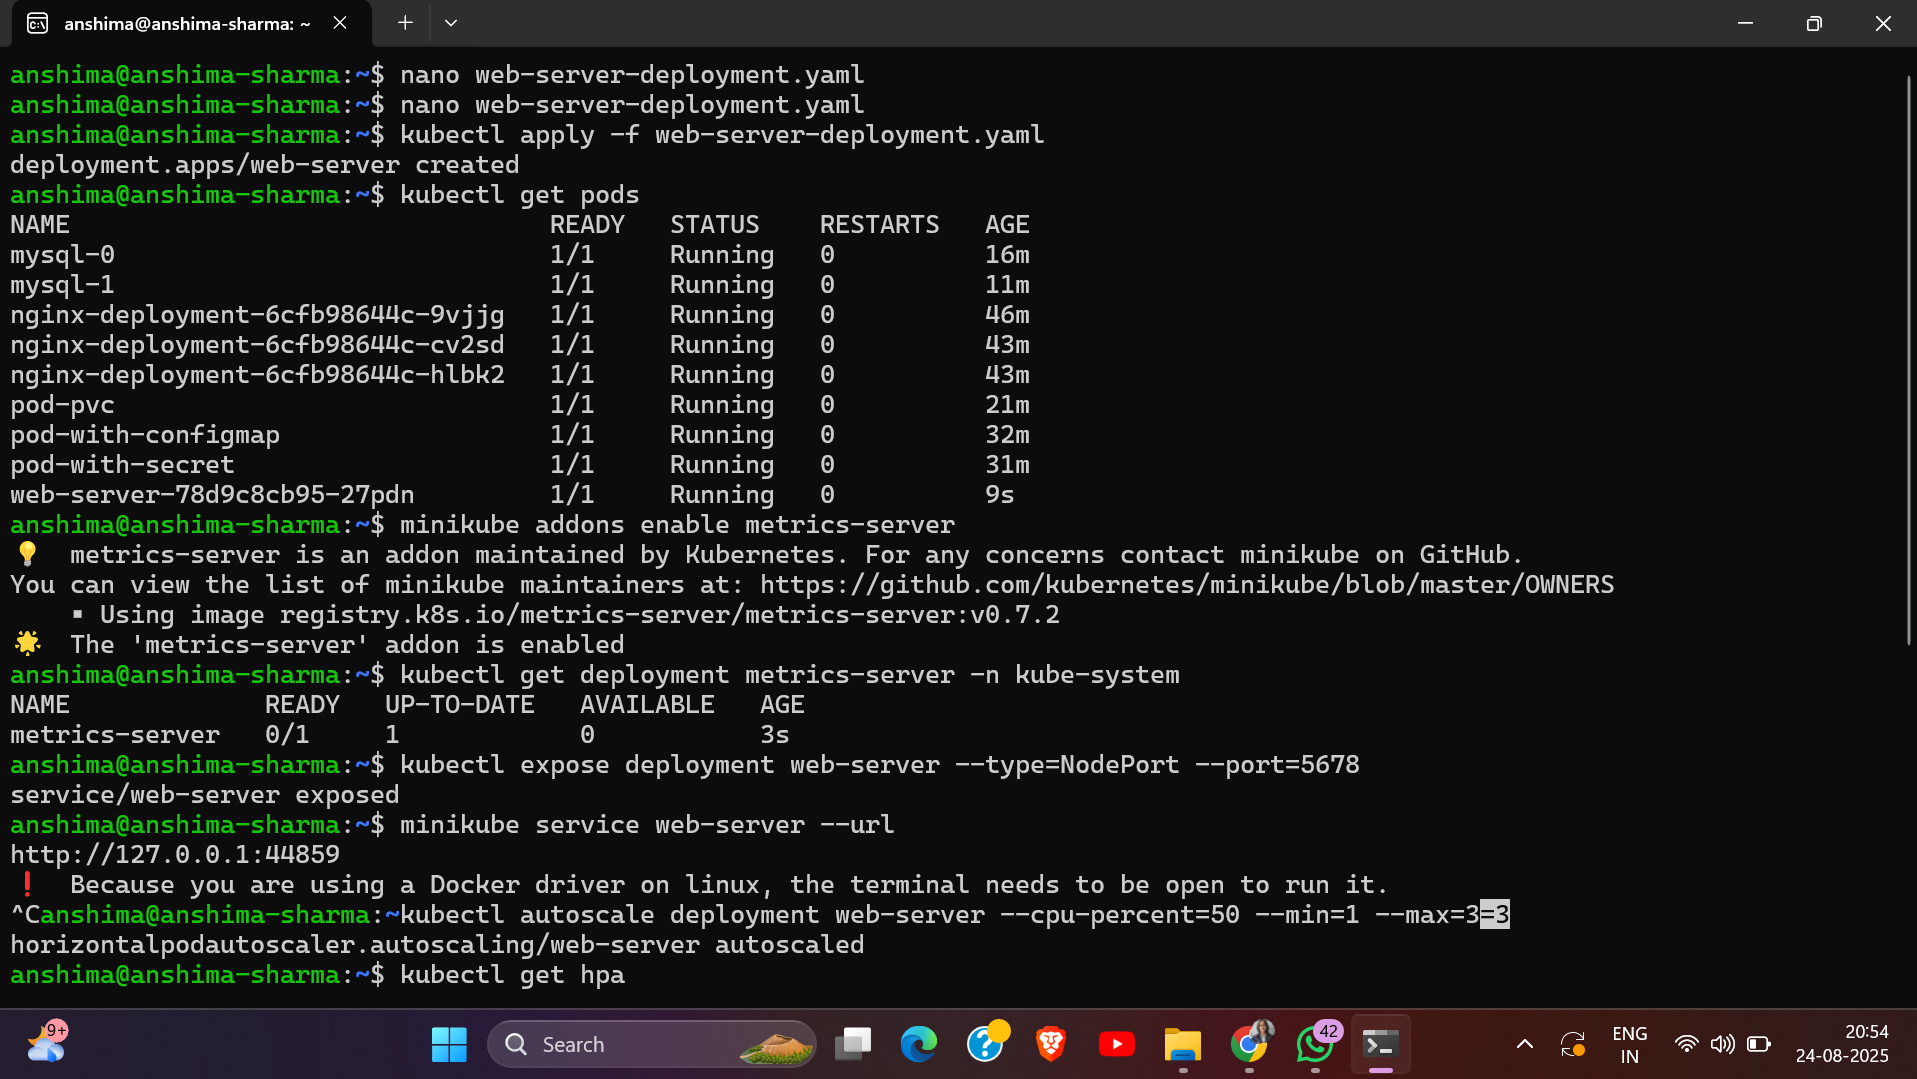 anshima@anshima-sharma: ~
anshima@anshima-sharma:~$ nano web-server-deployment.yaml
anshima@anshima-sharma:~$ nano web-server-deployment.yaml
anshima@anshima-sharma:~$ kubectl apply -f web-server-deployment.yaml
deployment.apps/web-server created
anshima@anshima-sharma:~$ kubectl get pods
NAME                                READY   STATUS    RESTARTS   AGE
mysql-0                             1/1     Running   0          16m
mysql-1                             1/1     Running   0          11m
nginx-deployment-6cfb98644c-9vjjg   1/1     Running   0          46m
nginx-deployment-6cfb98644c-cv2sd   1/1     Running   0          43m
nginx-deployment-6cfb98644c-hlbk2   1/1     Running   0          43m
pod-pvc                             1/1     Running   0          21m
pod-with-configmap                  1/1     Running   0          32m
pod-with-secret                     1/1     Running   0          31m
web-server-78d9c8cb95-27pdn         1/1     Running   0          9s
anshima@anshima-sharma:~$ minikube addons enable metrics-server
💡  metrics-server is an addon maintained by Kubernetes. For any concerns contact minikube on GitHub.
You can view the list of minikube maintainers at: https://github.com/kubernetes/minikube/blob/master/OWNERS
    ▪ Using image registry.k8s.io/metrics-server/metrics-server:v0.7.2
🌟  The 'metrics-server' addon is enabled
anshima@anshima-sharma:~$ kubectl get deployment metrics-server -n kube-system
NAME             READY   UP-TO-DATE   AVAILABLE   AGE
metrics-server   0/1     1            0           3s
anshima@anshima-sharma:~$ kubectl expose deployment web-server --type=NodePort --port=5678
service/web-server exposed
anshima@anshima-sharma:~$ minikube service web-server --url
http://127.0.0.1:44859
❗  Because you are using a Docker driver on linux, the terminal needs to be open to run it.
^Canshima@anshima-sharma:~kubectl autoscale deployment web-server --cpu-percent=50 --min=1 --max=3=3
horizontalpodautoscaler.autoscaling/web-server autoscaled
anshima@anshima-sharma:~$ kubectl get hpa
9+
Search
42
ENG
IN
20:54
24-08-2025